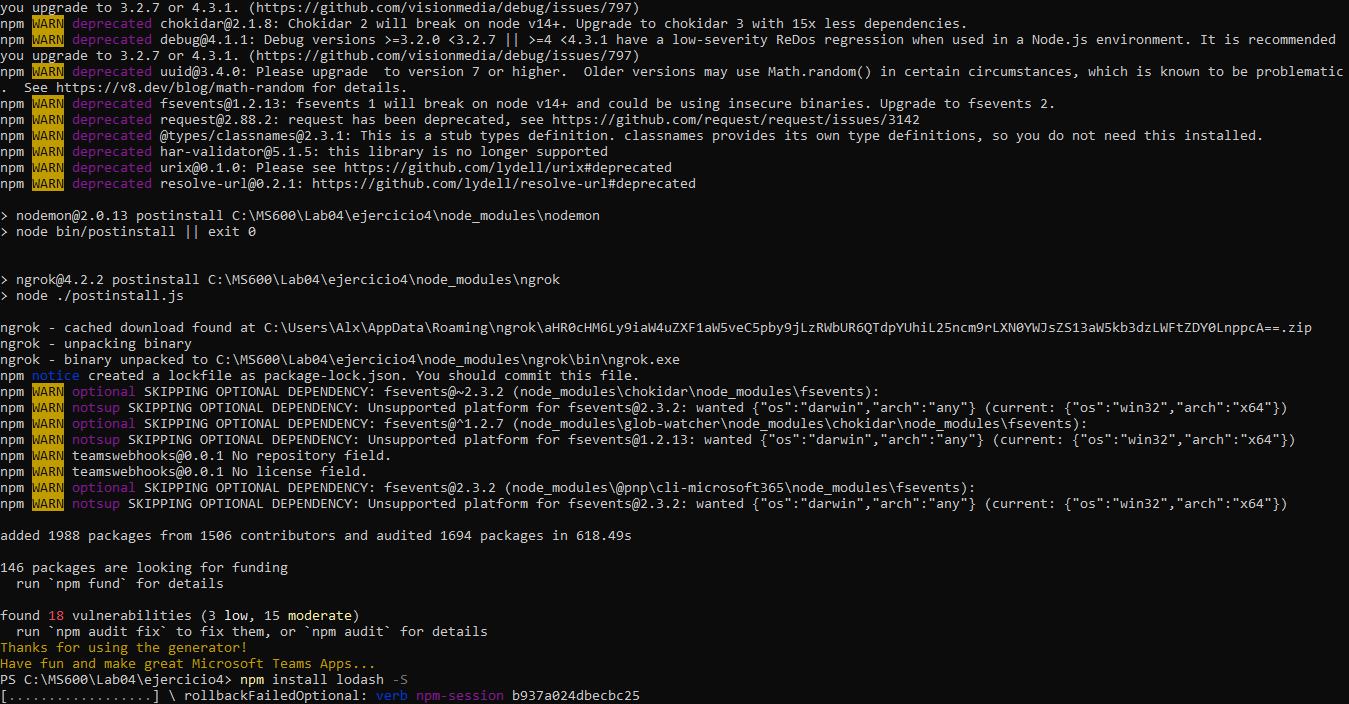 you upgrade to 3.2.7 or 4.3.1. (https://github.com/visionmedia/debug/issues/797)
npm WARN deprecated chokidar@2.1.8: Chokidar 2 will break on node v14+. Upgrade to chokidar 3 with 15x less dependencies.
npm WARN deprecated debug@4.1.1: Debug versions >=3.2.0 <3.2.7 || >=4 <4.3.1 have a low-severity ReDos regression when used in a Node.js environment. It is recommended
you upgrade to 3.2.7 or 4.3.1. (https://github.com/visionmedia/debug/issues/797)
npm WARN deprecated uuid@3.4.0: Please upgrade  to version 7 or higher.  Older versions may use Math.random() in certain circumstances, which is known to be problematic
.  See https://v8.dev/blog/math-random for details.
npm WARN deprecated fsevents@1.2.13: fsevents 1 will break on node v14+ and could be using insecure binaries. Upgrade to fsevents 2.
npm WARN deprecated request@2.88.2: request has been deprecated, see https://github.com/request/request/issues/3142
npm WARN deprecated @types/classnames@2.3.1: This is a stub types definition. classnames provides its own type definitions, so you do not need this installed.
npm WARN deprecated har-validator@5.1.5: this library is no longer supported
npm WARN deprecated urix@0.1.0: Please see https://github.com/lydell/urix#deprecated
npm WARN deprecated resolve-url@0.2.1: https://github.com/lydell/resolve-url#deprecated
> nodemon@2.0.13 postinstall C:\MS600\Lab04\ejercicio4\node_modules\nodemon
> node bin/postinstall || exit 0
> ngrok@4.2.2 postinstall C:\MS600\Lab04\ejercicio4\node_modules\ngrok
> node ./postinstall.js
ngrok - cached download found at C:\Users\Alx\AppData\Roaming\ngrok\aHR0cHM6Ly9iaW4uZXF1aW5veC5pby9jLzRWbUR6QTdpYUhiL25ncm9rLXN0YWJsZS13aW5kb3dzLWFtZDY0LnppcA==.zip
ngrok - unpacking binary
ngrok - binary unpacked to C:\MS600\Lab04\ejercicio4\node_modules\ngrok\bin\ngrok.exe
npm notice created a lockfile as package-lock.json. You should commit this file.
npm WARN optional SKIPPING OPTIONAL DEPENDENCY: fsevents@~2.3.2 (node_modules\chokidar\node_modules\fsevents):
npm WARN notsup SKIPPING OPTIONAL DEPENDENCY: Unsupported platform for fsevents@2.3.2: wanted {"os":"darwin","arch":"any"} (current: {"os":"win32","arch":"x64"})
npm WARN optional SKIPPING OPTIONAL DEPENDENCY: fsevents@^1.2.7 (node_modules\glob-watcher\node_modules\chokidar\node_modules\fsevents):
npm WARN notsup SKIPPING OPTIONAL DEPENDENCY: Unsupported platform for fsevents@1.2.13: wanted {"os":"darwin","arch":"any"} (current: {"os":"win32","arch":"x64"})
npm WARN teamswebhooks@0.0.1 No repository field.
npm WARN teamswebhooks@0.0.1 No license field.
npm WARN optional SKIPPING OPTIONAL DEPENDENCY: fsevents@2.3.2 (node_modules\@pnp\cli-microsoft365\node_modules\fsevents):
npm WARN notsup SKIPPING OPTIONAL DEPENDENCY: Unsupported platform for fsevents@2.3.2: wanted {"os":"darwin","arch":"any"} (current: {"os":"win32","arch":"x64"})
added 1988 packages from 1506 contributors and audited 1694 packages in 618.49s
146 packages are looking for funding
  run `npm fund` for details
found 18 vulnerabilities (3 low, 15 moderate)
  run `npm audit fix` to fix them, or `npm audit` for details
Thanks for using the generator!
Have fun and make great Microsoft Teams Apps...
PS C:\MS600\Lab04\ejercicio4> npm install lodash -S
[..................] \ rollbackFailedOptional: verb npm-session b937a024dbecbc25